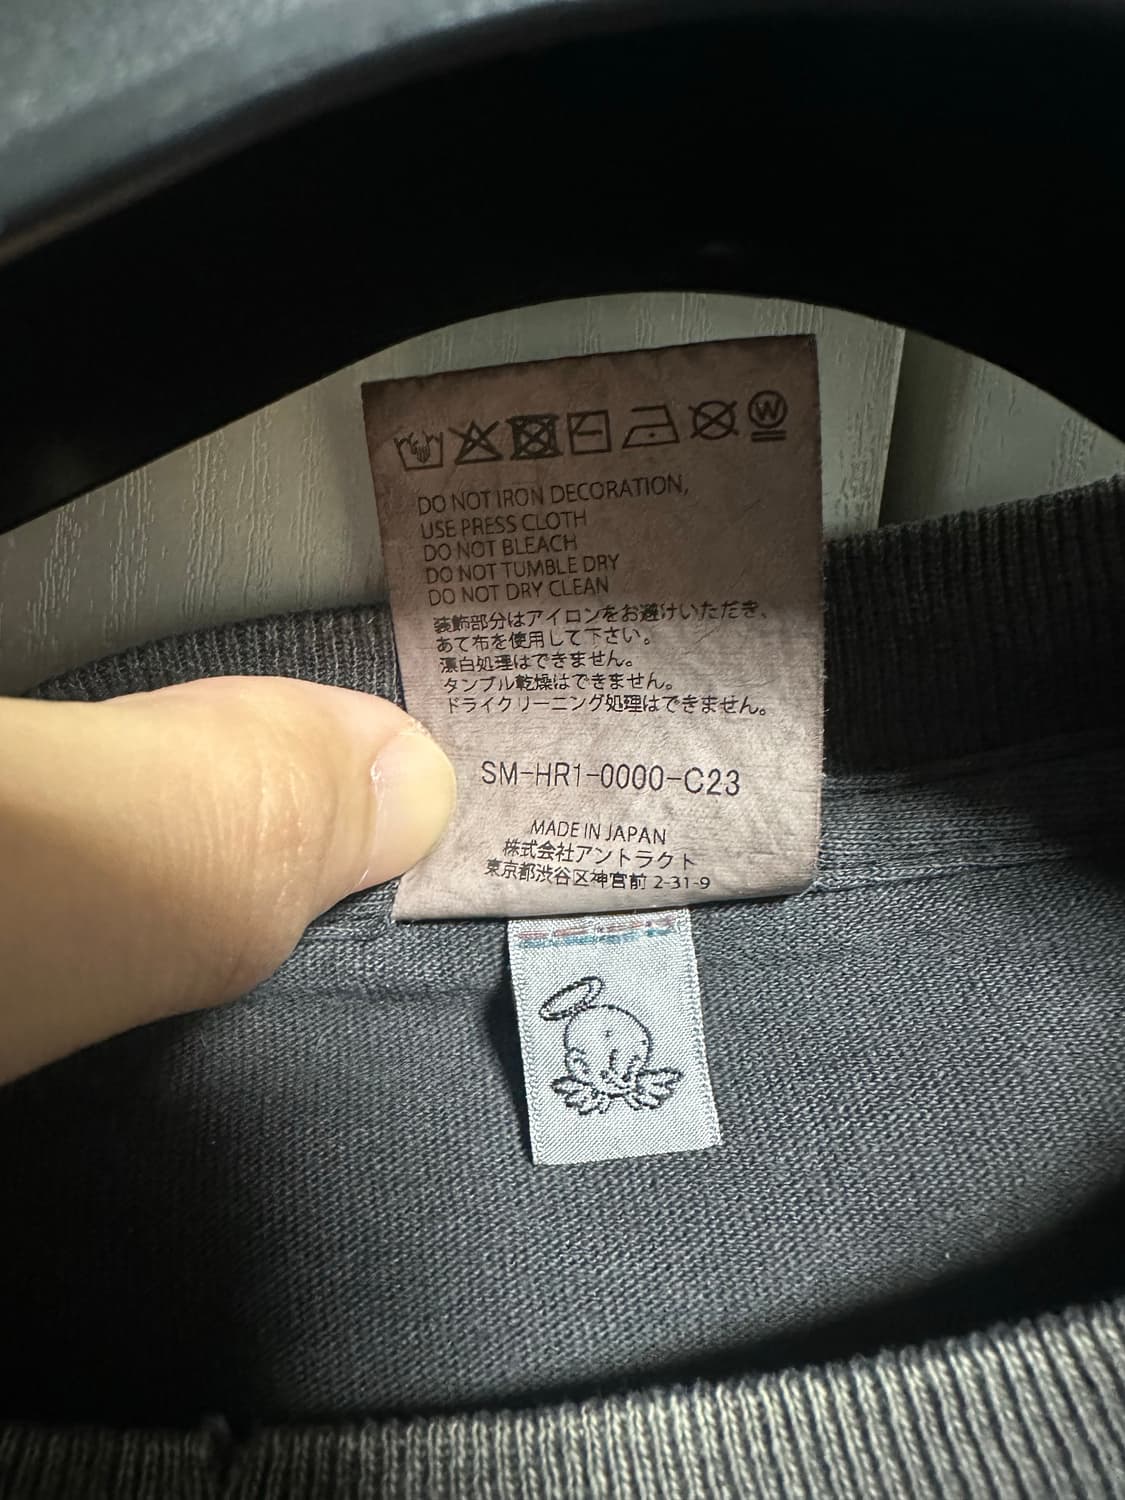 W
DO NOT IRON DECORATION,
USE PRESS CLOTH
DO NOT BLEACH
DO NOT TUMBLE DRY
DO NOT DRY CLEAN
装飾部分はアイロンをお避けいただき、
あて布を使用して下さい。
漂白処理はできません。
タンブル乾燥はできません。
ドライクリーニング処理はできません。
SM-HR1-0000-C23
MADE IN JAPAN
株式会社アントラクト
東京都渋谷区神宮前 2-31-9